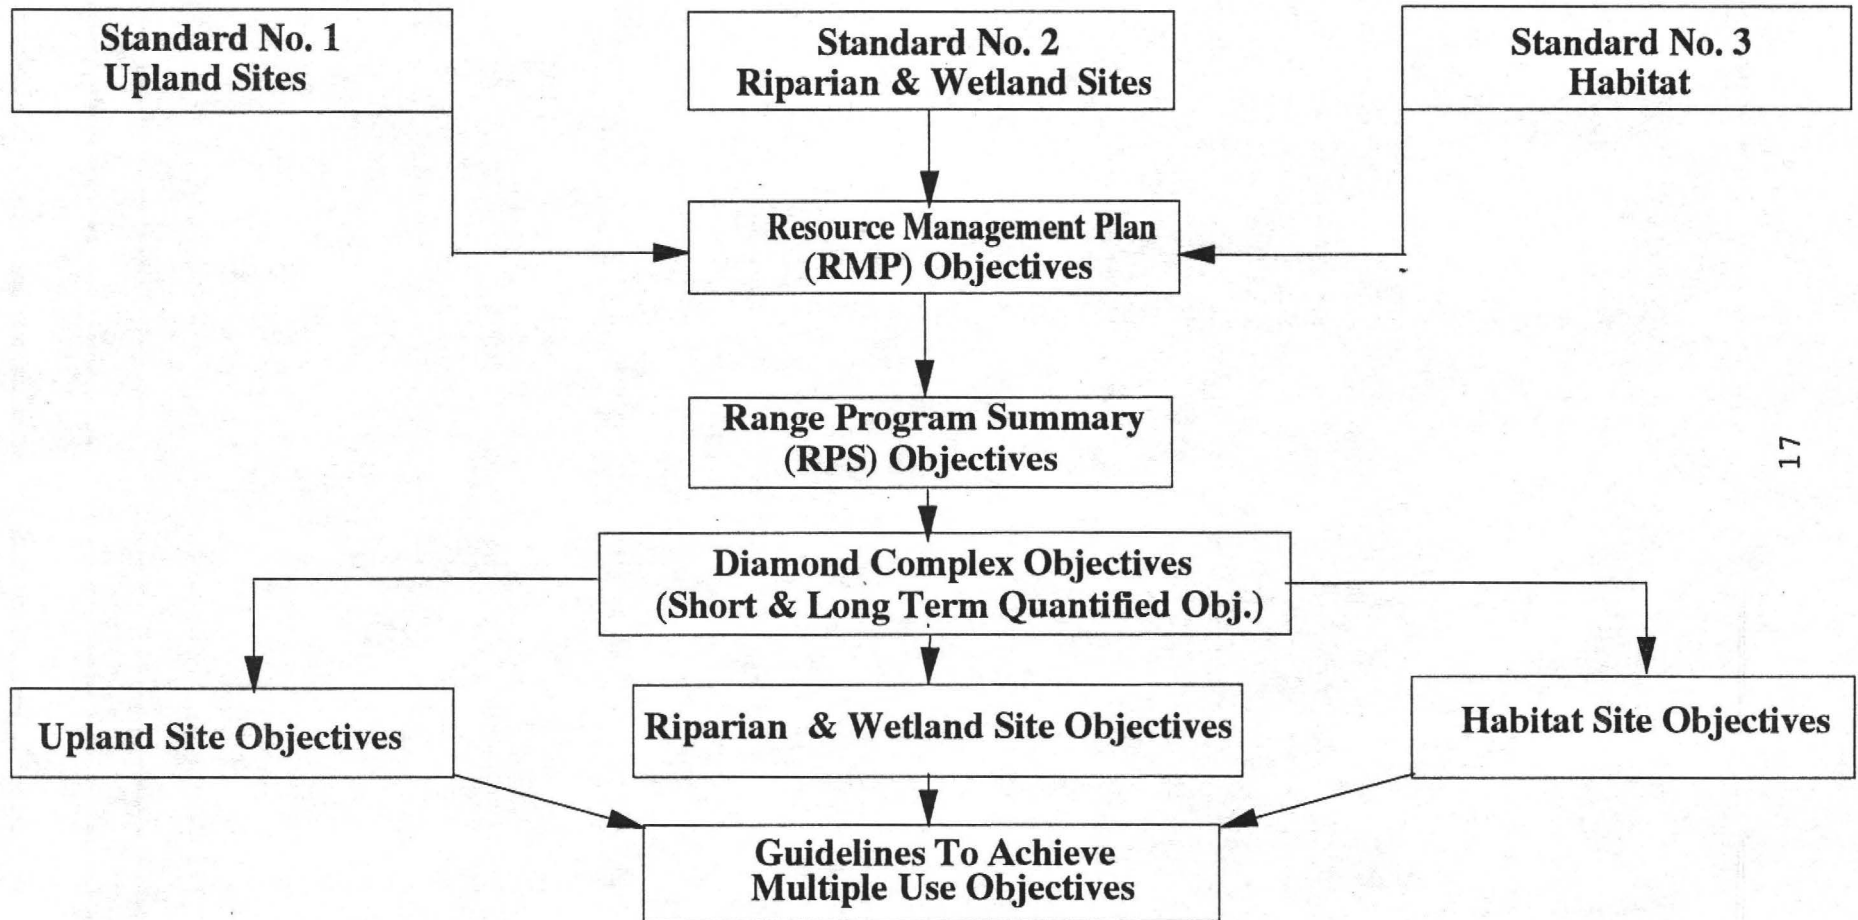 Standard No. 1
Upland Sites
Standard No. 2
Riparian & Wetland Sites
Standard No. 3
Habitat
Resource Management Plan
(RMP) Objectives
Range Program Summary
(RPS) Objectives
17
Diamond Complex Objectives
(Short & Long Term Quantified Obj.)
Upland Site Objectives
Riparian & Wetland Site Objectives
Habitat Site Objectives
Guidelines To Achieve
Multiple Use Objectives